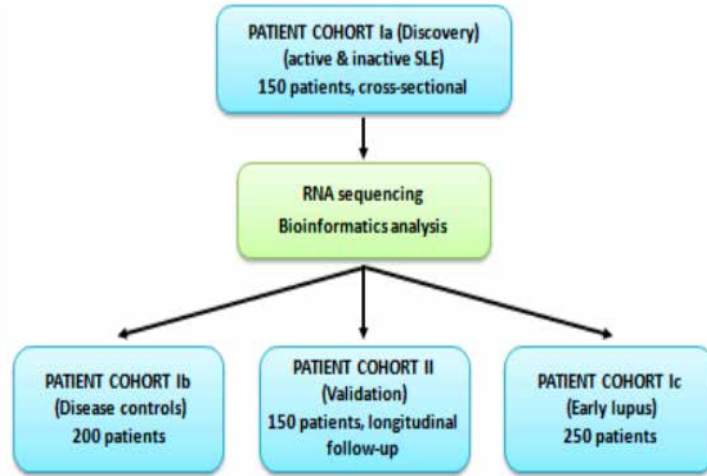 PATIENT COHORT Ia (Discovery)
(active & inactive SLE)
150 patients, cross-sectional
RNA sequencing
Bioinformatics analysis
PATIENT COHORT Ib
(Disease controls)
200 patients
PATIENT COHORT II
(Validation)
150 patients, longitudinal
follow-up
PATIENT COHORT Ic
(Early lupus)
250 patients